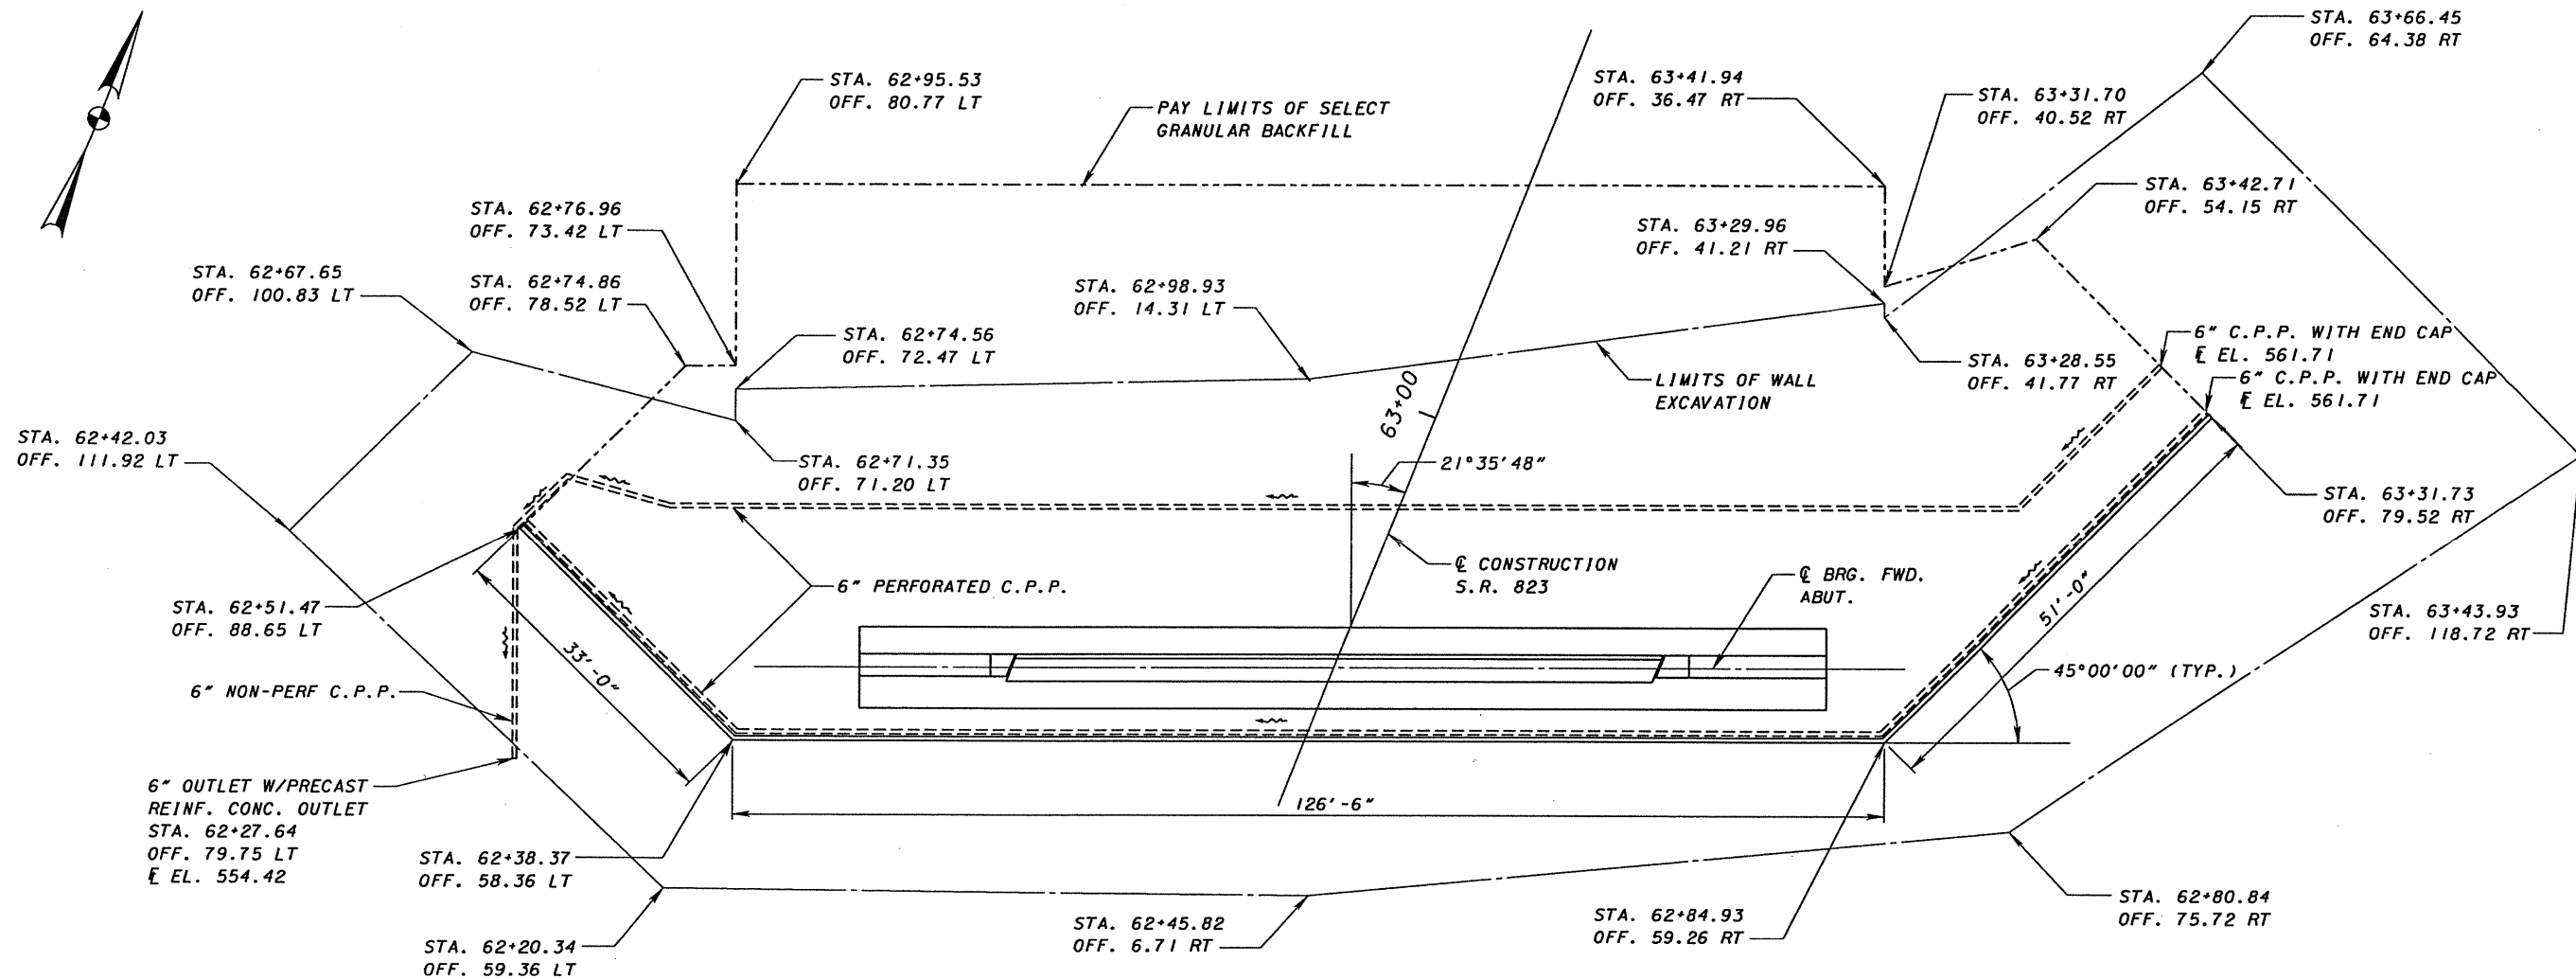 STA. 63+66.45
OFF. 64.38 RT
STA. 62+95.53
OFF. 80.77 LT
PAY LIMITS OF SELECT
GRANULAR BACKFILL
STA. 63+41.94
OFF. 36.47 RT
STA. 63+31.70
OFF. 40.52 RT
STA. 63+42.71
OFF. 54.15 RT
STA. 62+76.96
OFF. 73.42 LT
STA. 63+29.96
OFF. 41.21 RT
STA. 62+67.65
OFF. 100.83 LT
STA. 62+74.86
OFF. 78.52 LT
STA. 62+98.93
OFF. 14.31 LT
STA. 62+74.56
OFF. 72.47 LT
6" C.P.P. WITH END CAP
℄ EL. 561.71
STA. 63+28.55
OFF. 41.77 RT
6" C.P.P. WITH END CAP
℄ EL. 561.71
LIMITS OF WALL
EXCAVATION
63+00
STA. 62+42.03
OFF. 111.92 LT
STA. 62+71.35
OFF. 71.20 LT
21°35'48"
STA. 63+31.73
OFF. 79.52 RT
℄ CONSTRUCTION
S.R. 823
℄ BRG. FWD.
ABUT.
6" PERFORATED C.P.P.
STA. 62+51.47
OFF. 88.65 LT
51'-0"
STA. 63+43.93
OFF. 118.72 RT
33'-0"
45°00'00" (TYP.)
6" NON-PERF C.P.P.
6" OUTLET W/PRECAST
REINF. CONC. OUTLET
STA. 62+27.64
OFF. 79.75 LT
℄ EL. 554.42
126'-6"
STA. 62+38.37
OFF. 58.36 LT
STA. 62+80.84
OFF. 75.72 RT
STA. 62+45.82
OFF. 6.71 RT
STA. 62+84.93
OFF. 59.26 RT
STA. 62+20.34
OFF. 59.36 LT